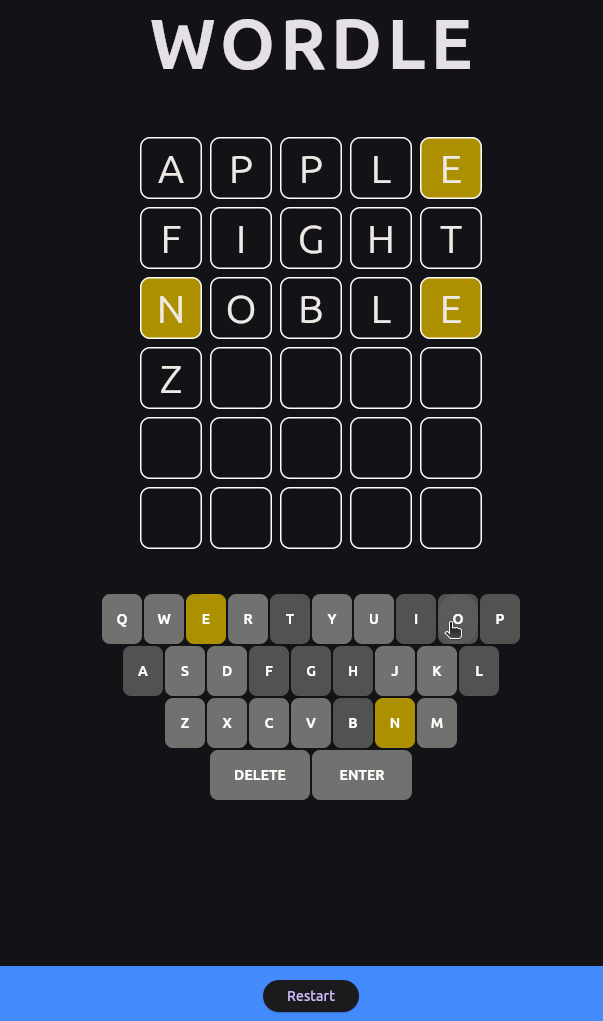 WORDLE
A P P L E
F I G H T
N O B L E
Z
Q W E R T Y U I O P
A S D F G H J K L
Z X C V B N M
DELETE ENTER
Restart